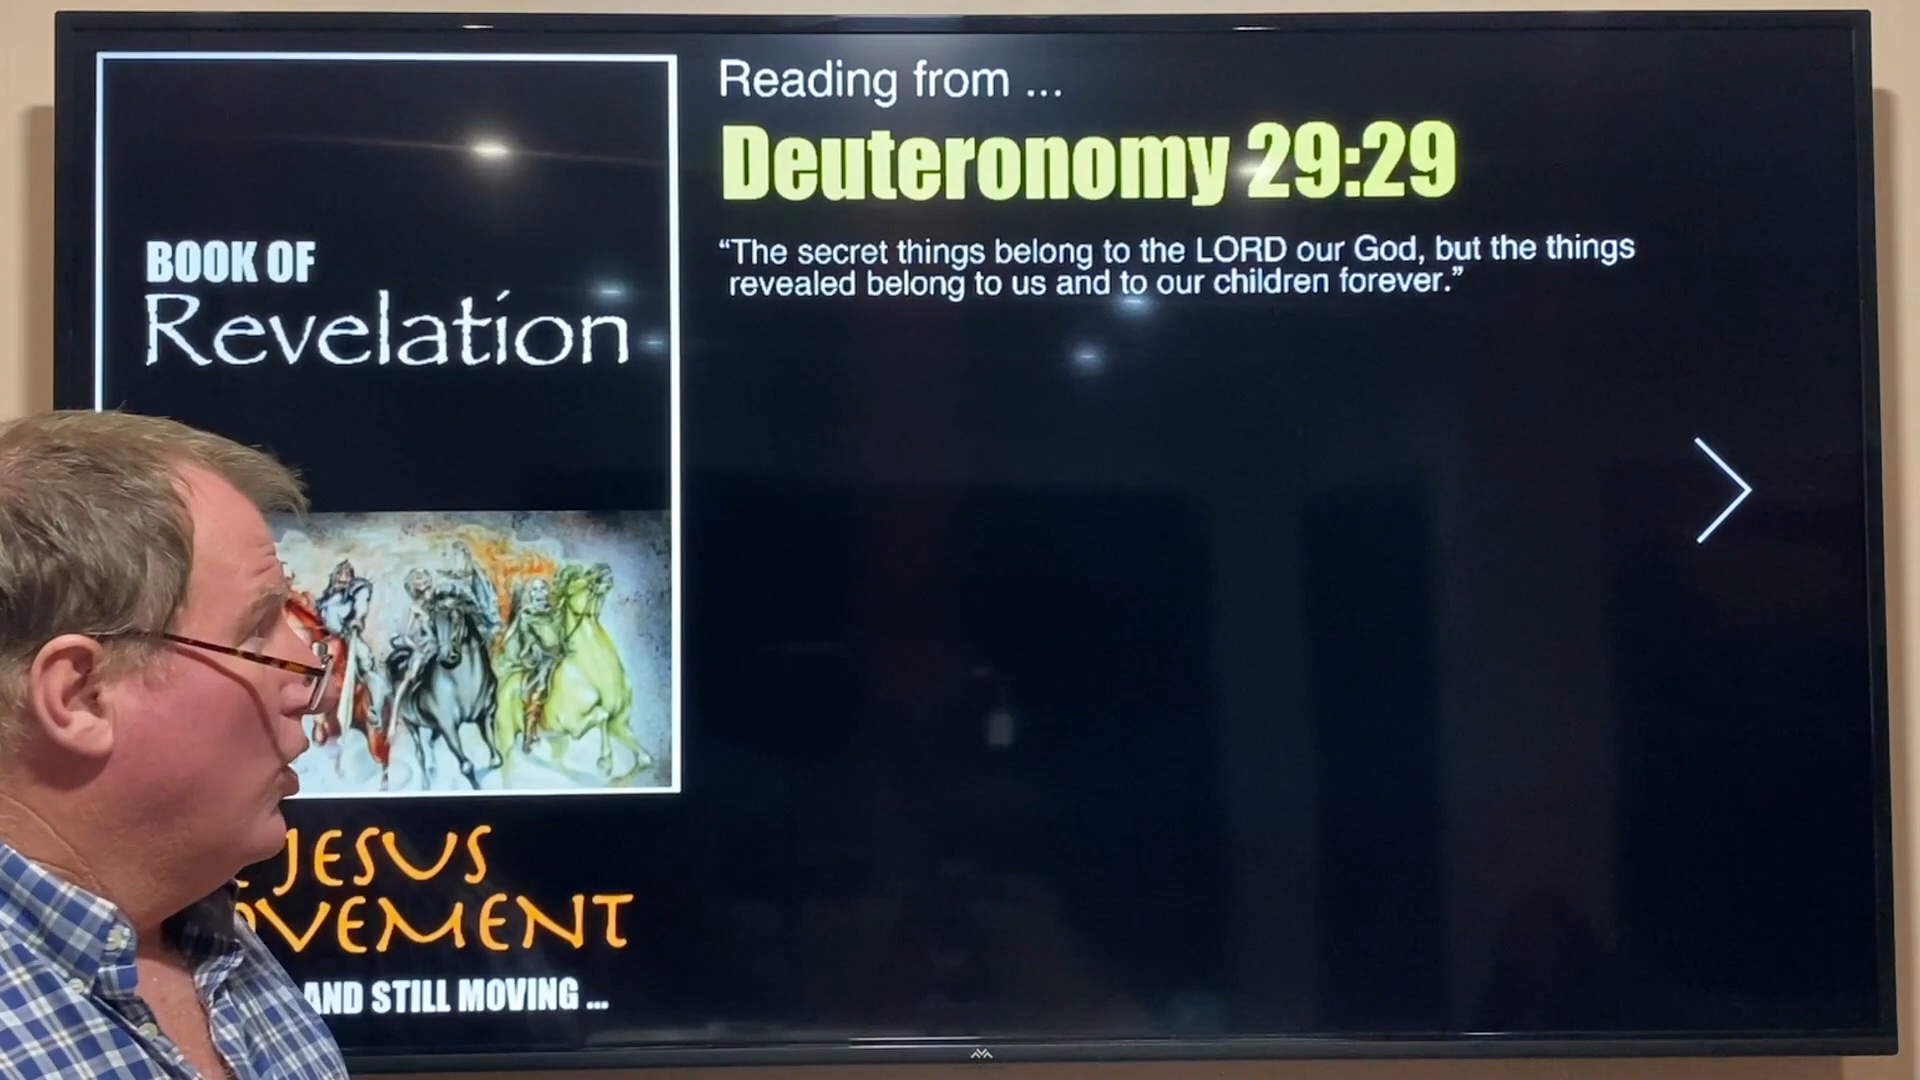 BOOK OF
Revelation
JESUS
VEMENT
AND STILL MOVING ...
Reading from ...
Deuteronomy 29:29
“The secret things belong to the LORD our God, but the things
revealed belong to us and to our children forever.”